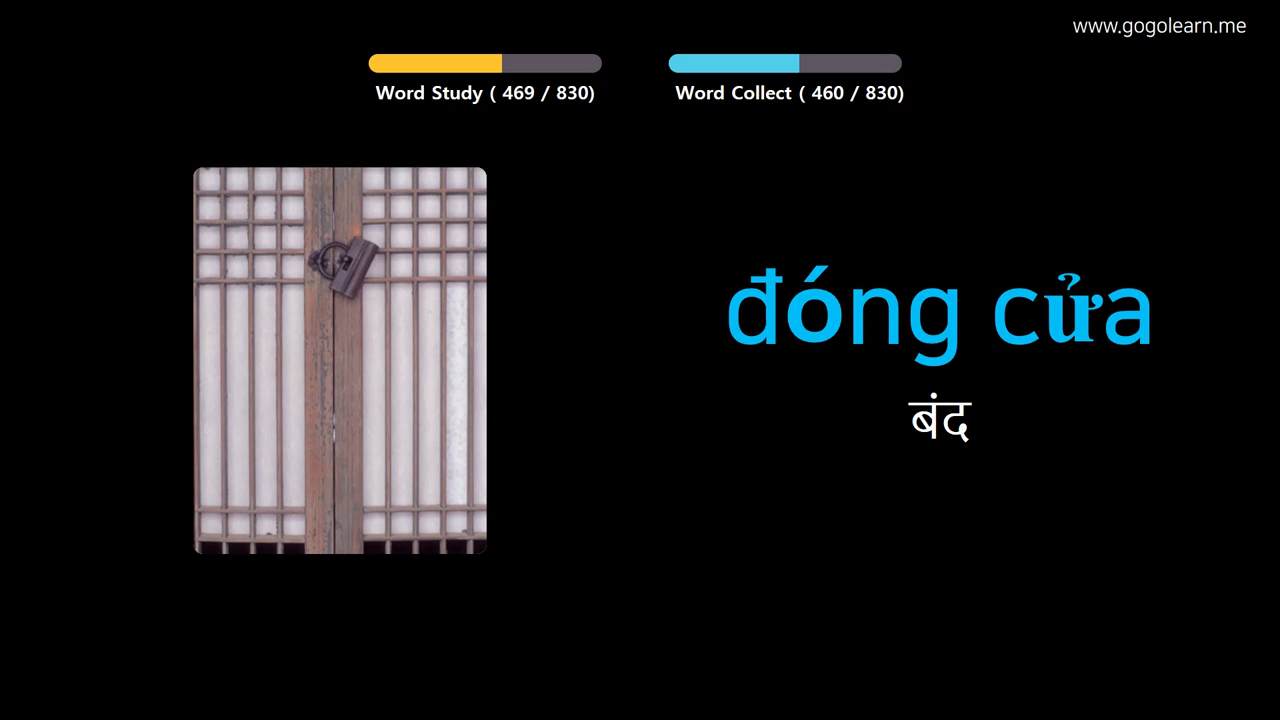 www.gogolearn.me
Word Study ( 469 / 830)
Word Collect ( 460 / 830)
đóng cửa
बंद